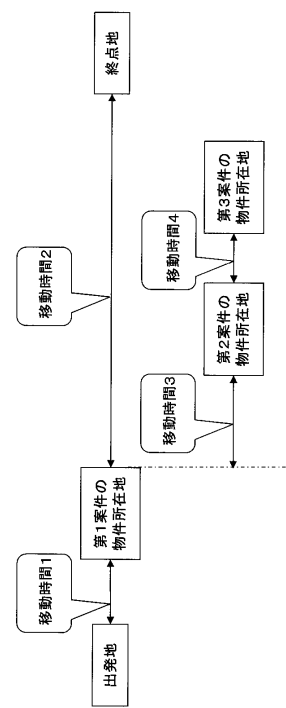 移動時間1
移動時間2
出発地
第1案件の
物件所在地
終点地
移動時間3
移動時間4
第2案件の
物件所在地
第3案件の
物件所在地